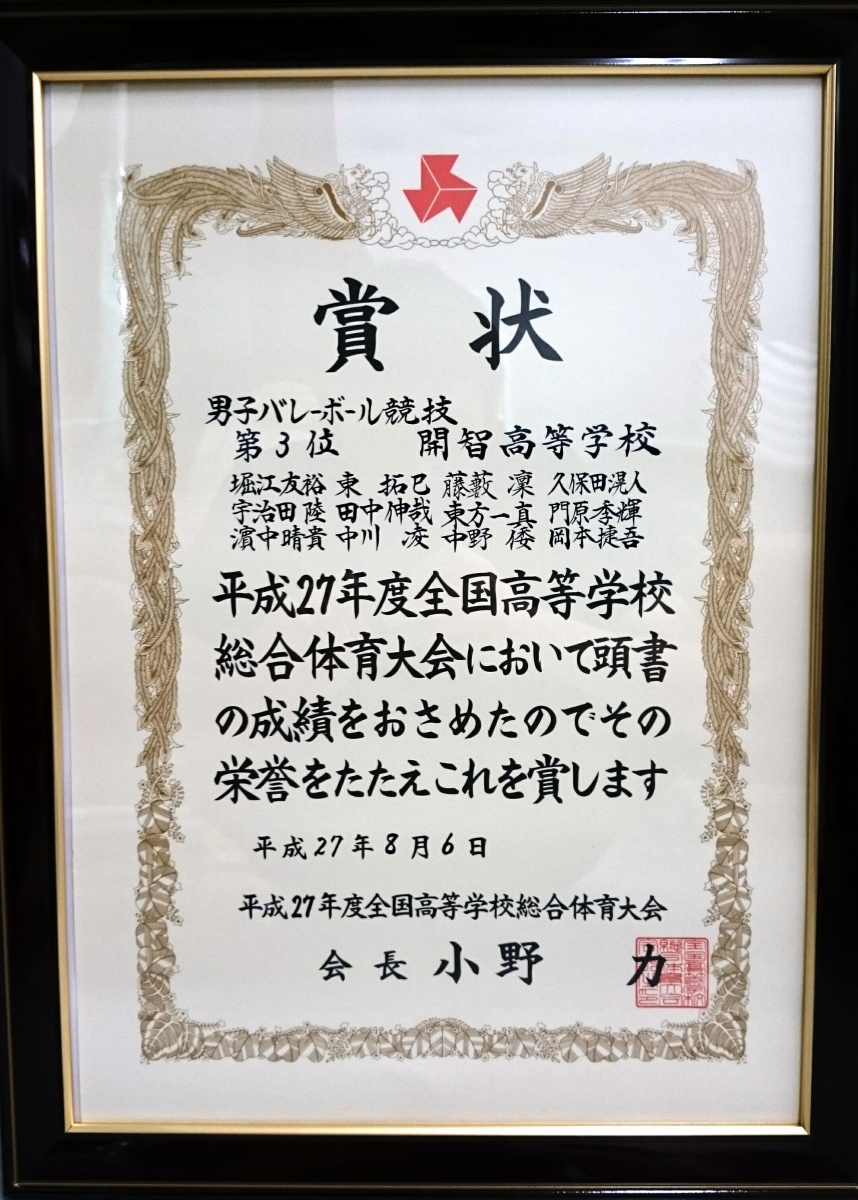 賞状
男子バレーボール競技
第3位 開智高等学校
堀江友裕 東拓巳 藤藪凜 久保田滉人
宇治田陸 田中伸哉 東方一真 門原季輝
濵中晴貴 中川凌 中野倭 岡本捷吾
平成27年度全国高等学校
総合体育大会において頭書
の成績をおさめたのでその
栄誉をたたえこれを賞します
平成27年8月6日
平成27年度全国高等学校総合体育大会
会長 小野 力